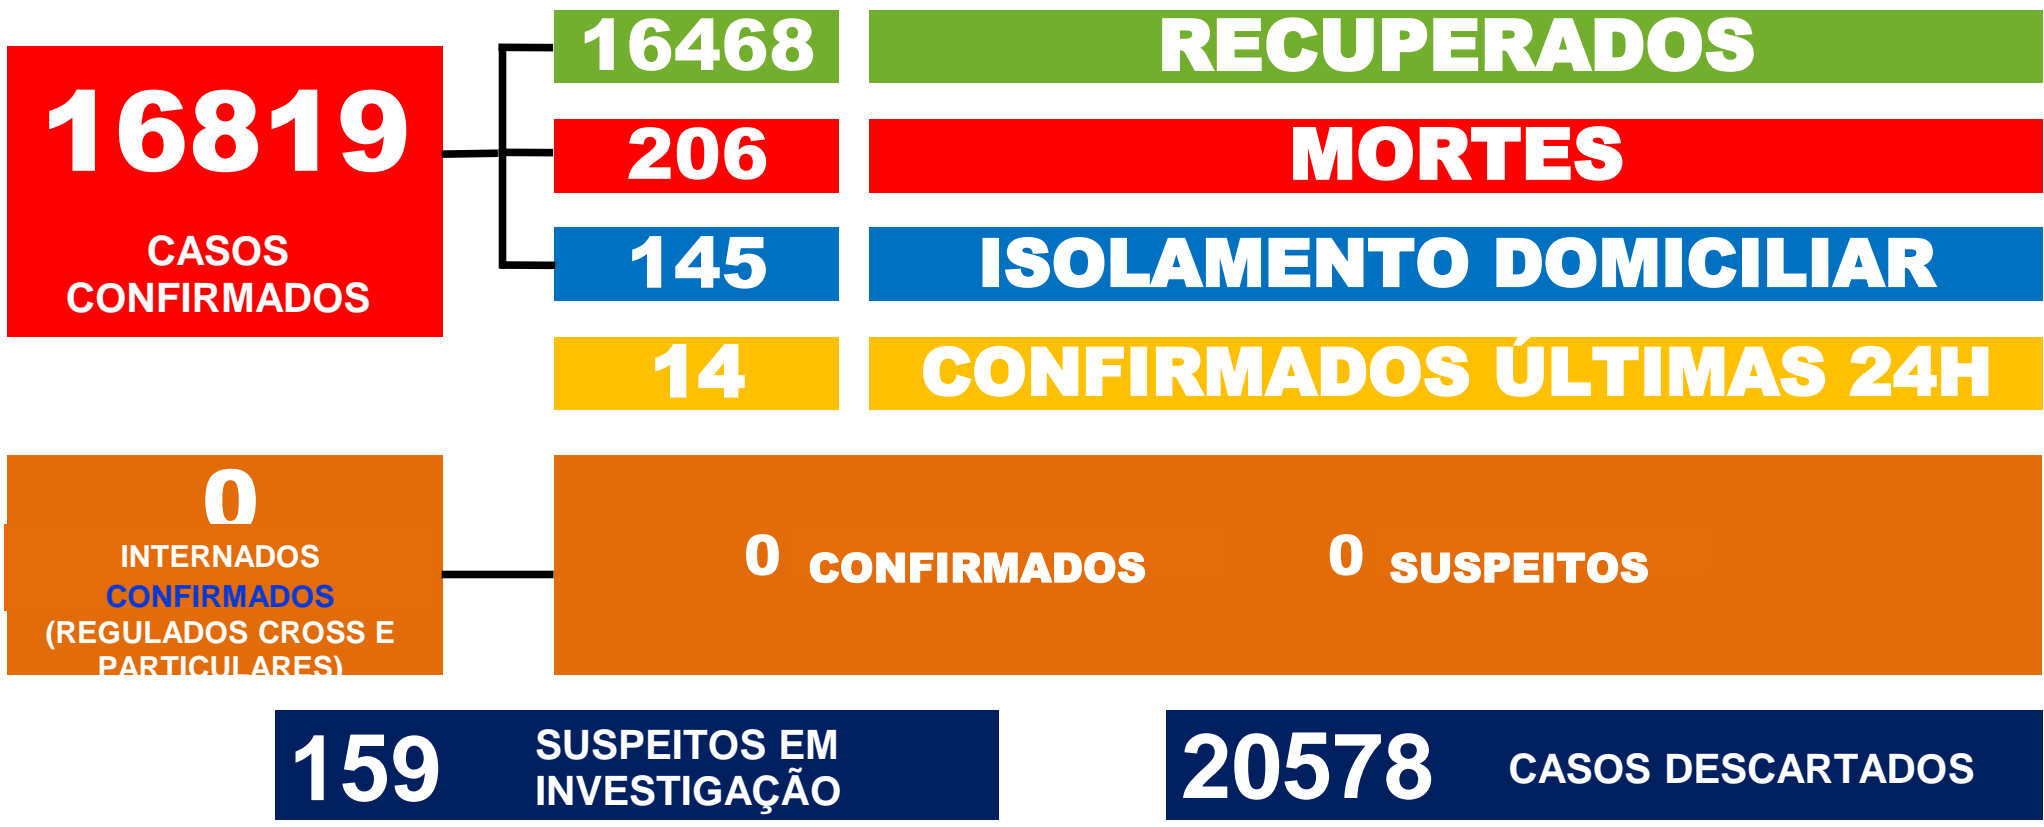 16819
CASOS
CONFIRMADOS
16468 RECUPERADOS
206 MORTES
145 ISOLAMENTO DOMICILIAR
14 CONFIRMADOS ÚLTIMAS 24H
0
INTERNADOS
CONFIRMADOS
(REGULADOS CROSS E
PARTICULARES)
0 CONFIRMADOS 0 SUSPEITOS
159 SUSPEITOS EM
INVESTIGAÇÃO
20578 CASOS DESCARTADOS